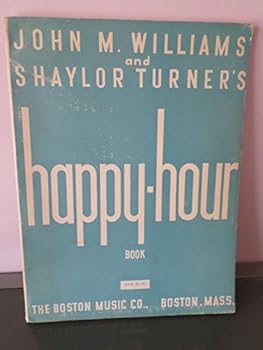 JOHN M. WILLIAMS
and
SHAYLOR TURNER'S
happy-hour
BOOK
THE BOSTON MUSIC CO., BOSTON, MASS.